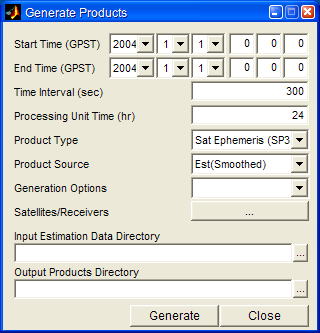 Generate Products
Start Time (GPST) 2004 1 1 0 0 0
End Time (GPST) 2004 1 1 0 0 0
Time Interval (sec) 300
Processing Unit Time (hr) 24
Product Type Sat Ephemeris (SP3
Product Source Est(Smoothed)
Generation Options
Satellites/Receivers ...
Input Estimation Data Directory
...
Output Products Directory
...
Generate Close